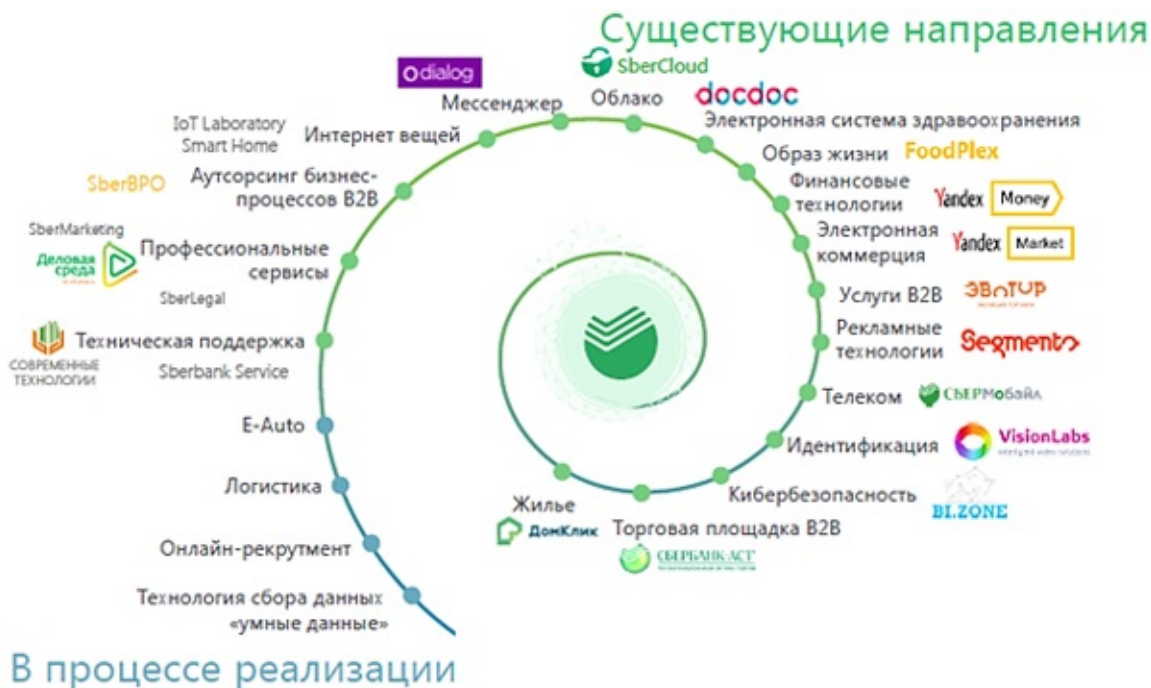 Существующие направления
dialog
SberCloud
Мессенджер
Облако
docdoc
Электронная система здравоохранения
IoT Laboratory
Smart Home
Интернет вещей
Образ жизни
FoodPlex
SberBPO
Аутсорсинг бизнес-
процессов B2B
Финансовые
технологии
Yandex Money
SberMarketing
Деловая
среда
Профессиональные
сервисы
SberLegal
Электронная
коммерция
Yandex Market
Услуги B2B
ЭВОТОР
Рекламные
технологии
Segmento
СОВРЕМЕННЫЕ
ТЕХНОЛОГИИ
Техническая поддержка
Sberbank Service
Телеком
СБЕРМобайл
E-Auto
Идентификация
VisionLabs
Логистика
Кибербезопасность
BI.ZONE
Жилье
ДомКлик
Торговая площадка B2B
СБЕРБАНК-АСТ
Онлайн-рекрутмент
Технология сбора данных
«умные данные»
В процессе реализации